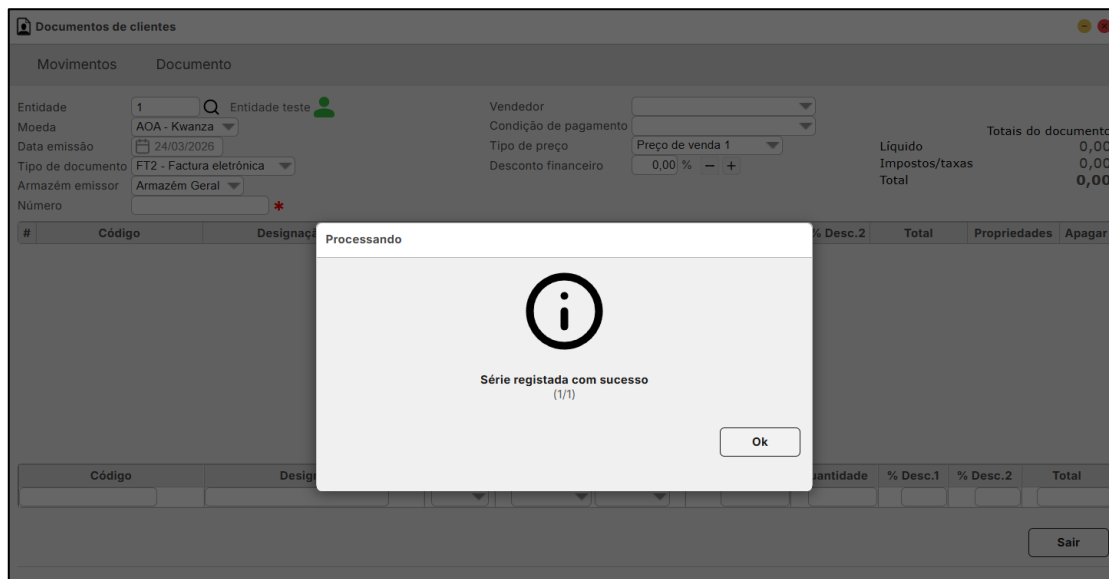 Documentos de clientes
Movimentos Documento
Entidade 1 Entidade teste
Moeda AOA - Kwanza
Data emissão 24/03/2026
Tipo de documento FT2 - Factura eletrónica
Armazém emissor Armazém Geral
Número *
Vendedor
Condição de pagamento
Tipo de preço Preço de venda 1
Desconto financeiro 0,00 % − +
Totais do documento
Líquido 0,00
Impostos/taxas 0,00
Total 0,00
# Código Designaçã % Desc.2 Total Propriedades Apagar
Processando
Série registada com sucesso
(1/1)
Ok
Código Design uantidade % Desc.1 % Desc.2 Total
Sair